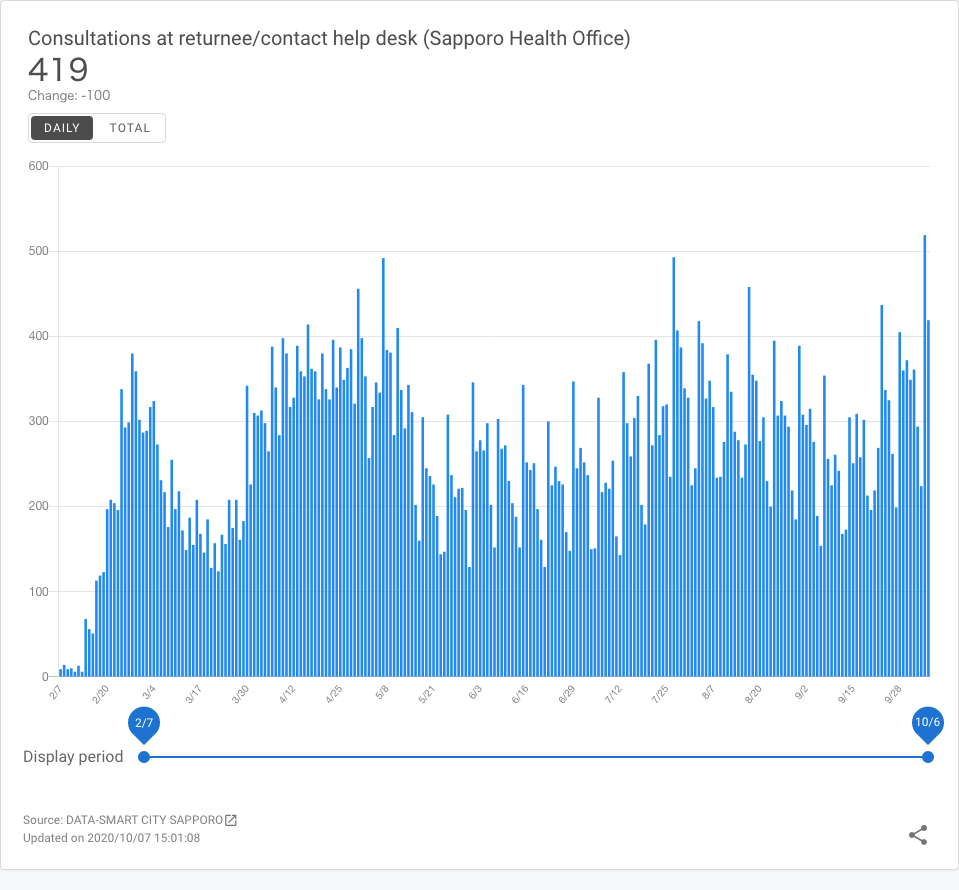 Consultations at returnee/contact help desk (Sapporo Health Office)
419
Change: -100
DAILY TOTAL
600
500
400
300
200
100
0
2/7 2/20 3/4 3/17 3/30 4/12 4/25 5/8 5/21 6/3 6/16 6/29 7/12 7/25 8/7 8/20 9/2 9/15 9/28
2/7 10/6
Display period
Source: DATA-SMART CITY SAPPORO
Updated on 2020/10/07 15:01:08